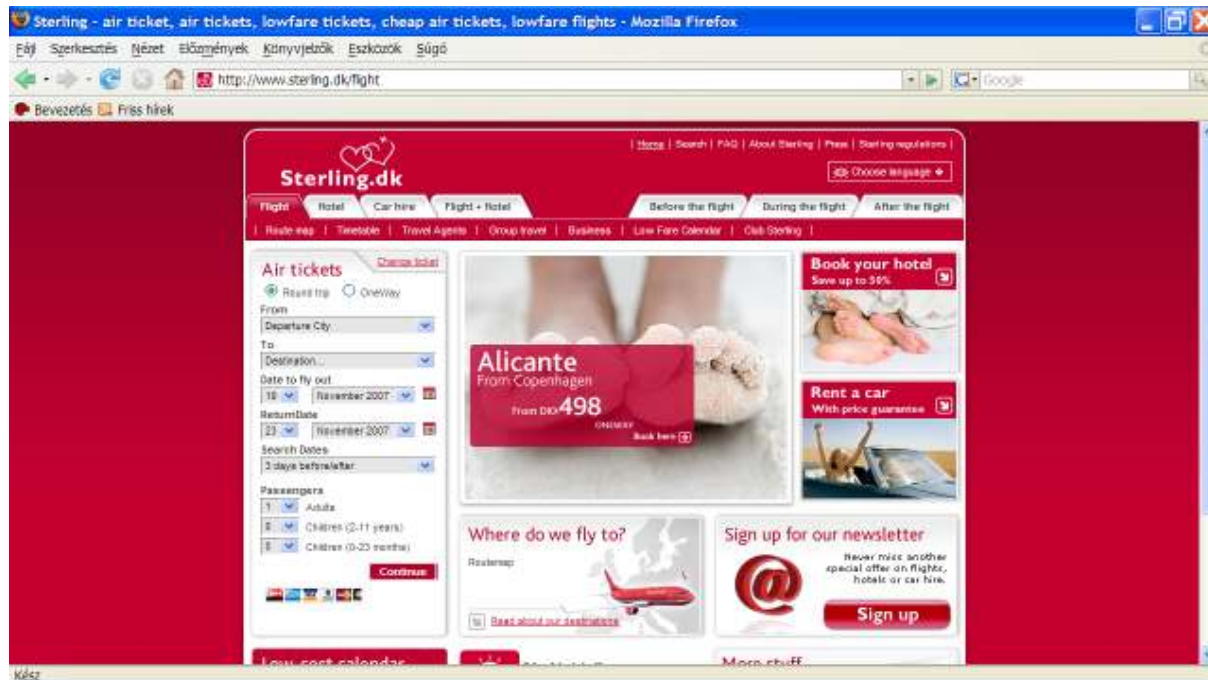 Sterling - air ticket, air tickets, lowfare tickets, cheap air tickets, lowfare flights - Mozilla Firefox
Fájl Szerkesztés Nézet Előzmények Könyvjelzők Eszközök Súgó
http://www.sterling.dk/flight
Google
Bevezetés Friss hírek
| Home | Search | FAQ | About Sterling | Press | Sterling regulations |
Sterling.dk
Choose language
Flight Hotel Car hire Flight + Hotel Before the flight During the flight After the flight
| Route map | Timetable | Travel Agents | Group travel | Business | Low Fare Calendar | Club Sterling |
Air tickets
Change ticket
Round trip OneWay
From
Departure City
To
Destination...
Date to fly out
November 2007
ReturnDate
23 November 2007
Search Dates
3 days before/after
Passengers
1 Adults
0 Children (2-11 years)
0 Children (0-23 months)
Continue
Alicante
From Copenhagen
From DKK 498
ONEWAY
Book here
Book your hotel
Save up to 50%
Rent a car
With price guarantee
Where do we fly to?
Routemap
Read about our destinations
Sign up for our newsletter
Never miss another
special offer on flights,
hotels or car hire.
@
Sign up
Low cost calendar
More stuff
Kész